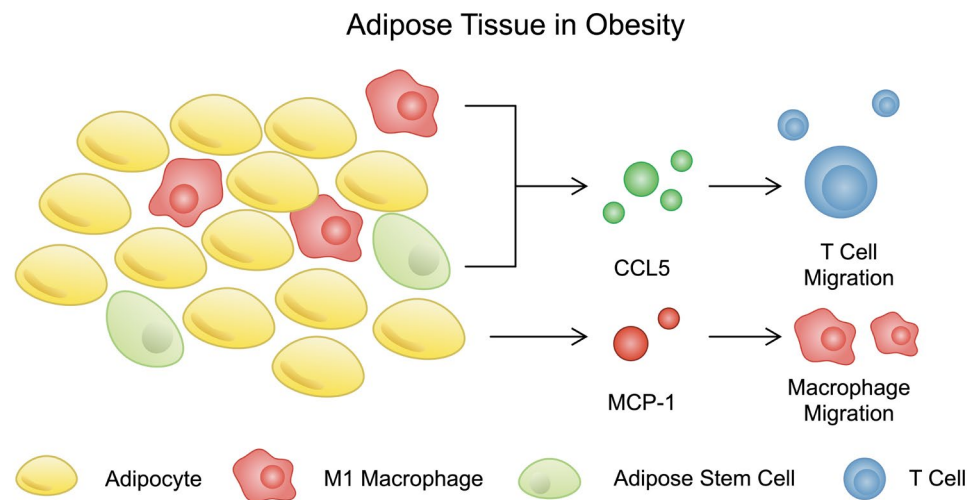 Adipose Tissue in Obesity
CCL5
T Cell
Migration
MCP-1
Macrophage
Migration
Adipocyte
M1 Macrophage
Adipose Stem Cell
T Cell